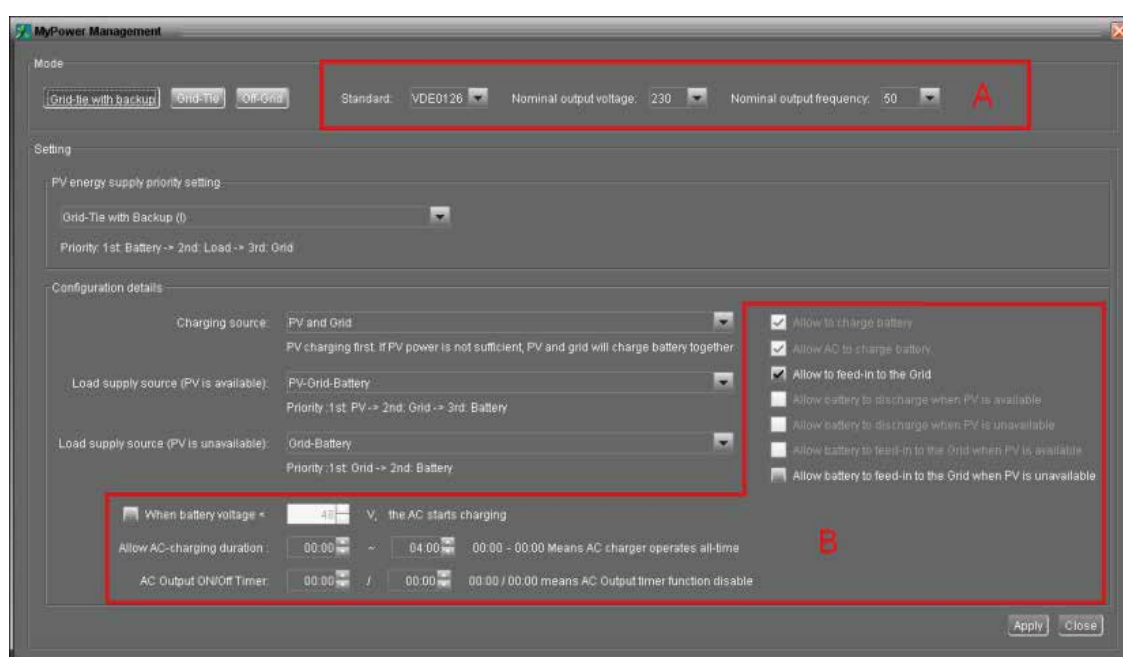 MyPower Management
Mode
Grid-tie with backup Grid-Tie Off-Grid Standard: VDE0126 Nominal output voltage: 230 Nominal output frequency: 50 A
Setting
PV energy supply priority setting
Grid-Tie with Backup (I)
Priority: 1st: Battery -> 2nd: Load -> 3rd: Grid
Configuration details
Charging source: PV and Grid
PV charging first. If PV power is not sufficient, PV and grid will charge battery together
Load supply source (PV is available): PV-Grid-Battery
Priority :1st: PV -> 2nd: Grid -> 3rd: Battery
Load supply source (PV is unavailable): Grid-Battery
Priority :1st: Grid -> 2nd: Battery
Allow to charge battery
Allow AC to charge battery
Allow to feed-in to the Grid
Allow battery to discharge when PV is available
Allow battery to discharge when PV is unavailable
Allow battery to feed-in to the Grid when PV is available
Allow battery to feed-in to the Grid when PV is unavailable
When battery voltage < 48 V, the AC starts charging
Allow AC-charging duration : 00:00 ~ 04:00 00:00 - 00:00 Means AC charger operates all-time
B
AC Output ON/Off Timer: 00:00 / 00:00 00:00 / 00:00 means AC Output timer function disable
Apply Close